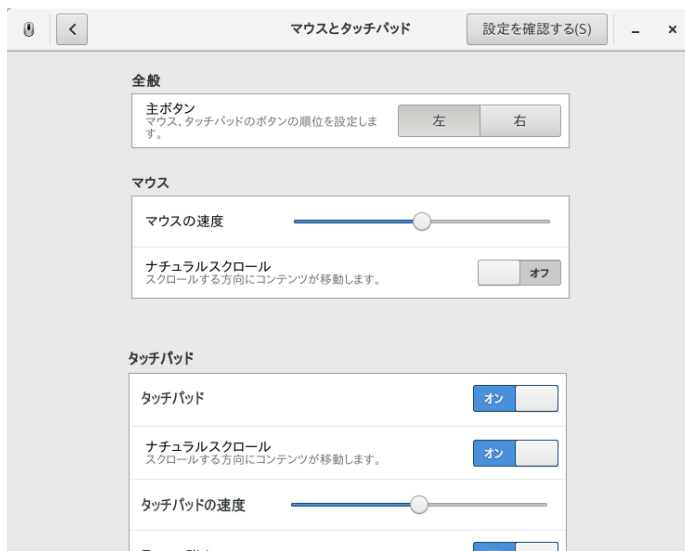 マウスとタッチパッド
設定を確認する(S)
全般
主ボタン
マウス、タッチパッドのボタンの順位を設定しま
す。
左
右
マウス
マウスの速度
ナチュラルスクロール
スクロールする方向にコンテンツが移動します。
オフ
タッチパッド
タッチパッド
オン
ナチュラルスクロール
スクロールする方向にコンテンツが移動します。
オン
タッチパッドの速度